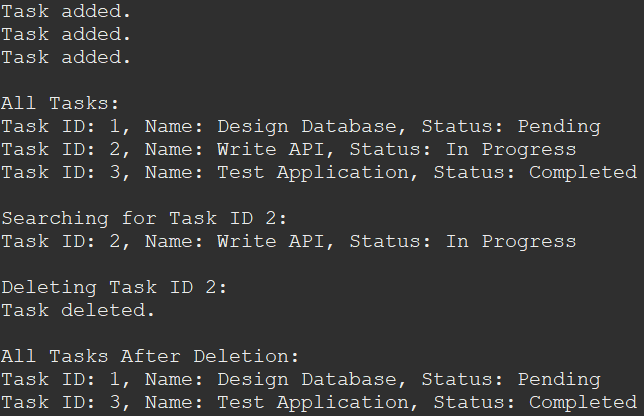 Task added.
Task added.
Task added.
All Tasks:
Task ID: 1, Name: Design Database, Status: Pending
Task ID: 2, Name: Write API, Status: In Progress
Task ID: 3, Name: Test Application, Status: Completed
Searching for Task ID 2:
Task ID: 2, Name: Write API, Status: In Progress
Deleting Task ID 2:
Task deleted.
All Tasks After Deletion:
Task ID: 1, Name: Design Database, Status: Pending
Task ID: 3, Name: Test Application, Status: Completed